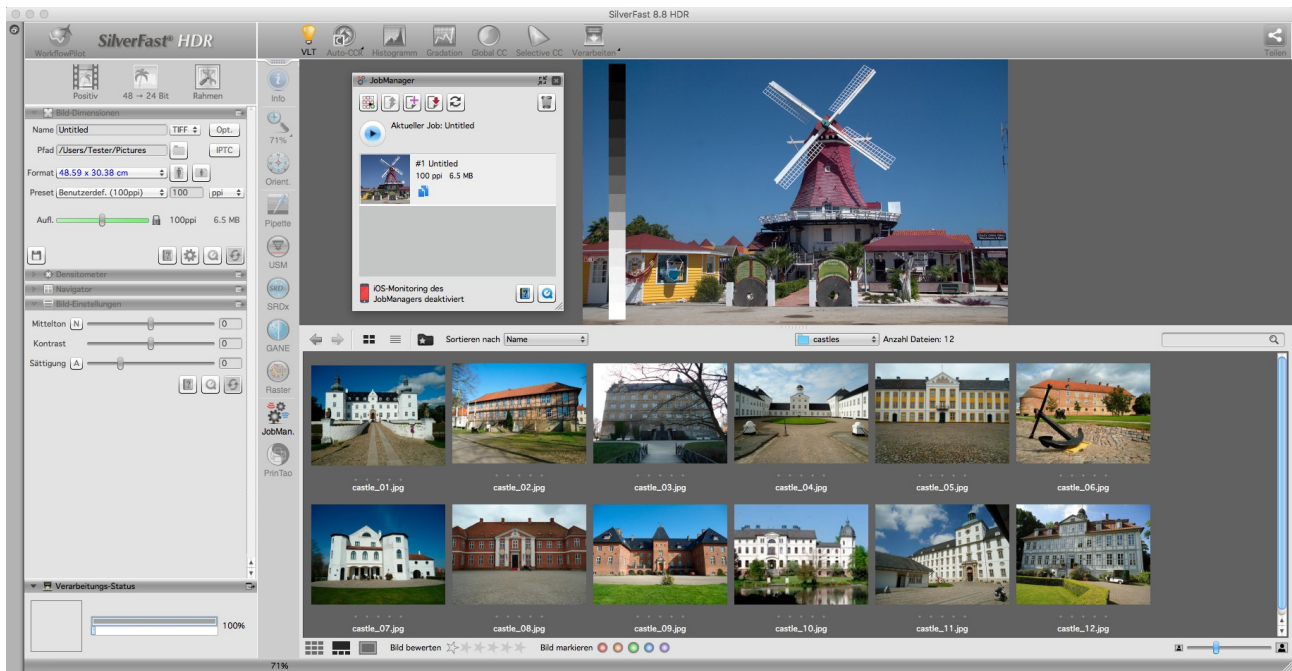 SilverFast 8.8 HDR
WorkflowPilot
SilverFast® HDR
VLT
Auto-CCR
Histogramm
Gradation
Global CC
Selective CC
Verarbeiten
Teilen
Positiv
48 → 24 Bit
Rahmen
Bild-Dimensionen
Name Untitled TIFF Opt.
Pfad /Users/Tester/Pictures IPTC
Format 48.59 x 30.38 cm
Preset Benutzerdef. (100ppi) 100 ppi
Aufl. 100ppi 6.5 MB
Densitometer
Navigator
Bild-Einstellungen
Mittelton N 0
Kontrast 0
Sättigung A 0
Verarbeitungs-Status
100%
Info
71%
Orient.
Pipette
USM
SRDx
SRDx
GANE
Raster
JobMan.
PrinTao
71%
JobManager
Aktueller Job: Untitled
#1 Untitled
100 ppi 6.5 MB
iOS-Monitoring des
JobManagers deaktiviert
Sortieren nach Name
castles
Anzahl Dateien: 12
castle_01.jpg
castle_02.jpg
castle_03.jpg
castle_04.jpg
castle_05.jpg
castle_06.jpg
castle_07.jpg
castle_08.jpg
castle_09.jpg
castle_10.jpg
castle_11.jpg
castle_12.jpg
Bild bewerten
Bild markieren